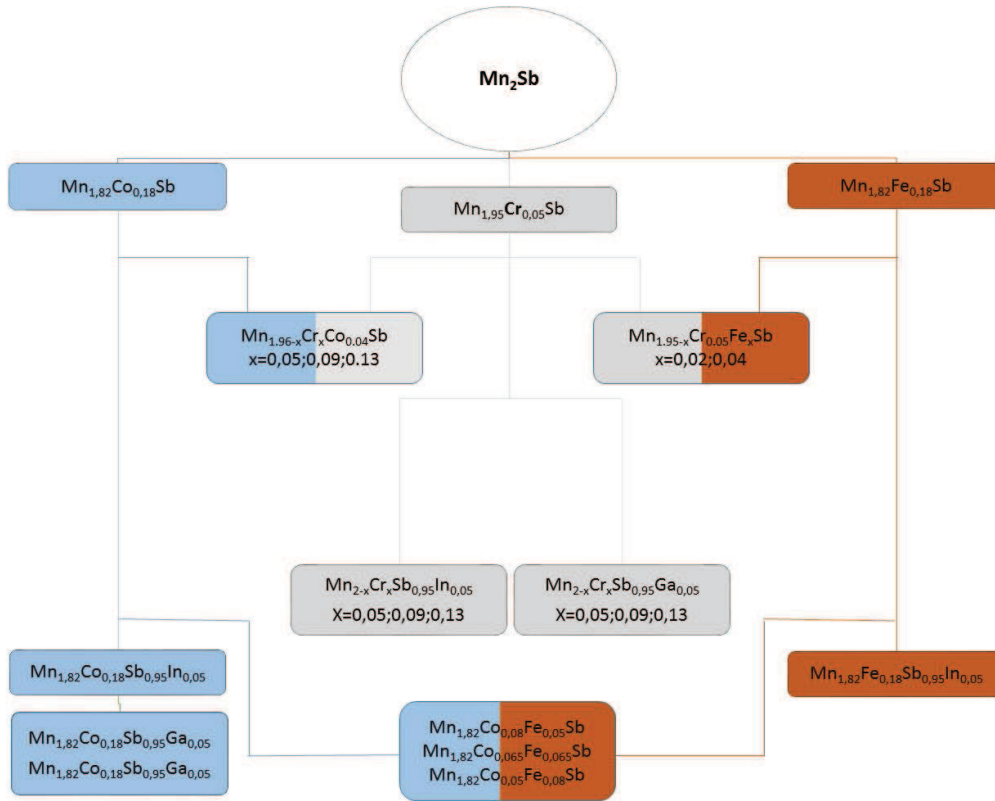 Mn₂Sb
Mn₁,₈₂Co₀,₁₈Sb
Mn₁,₉₅Cr₀,₀₅Sb
Mn₁,₈₂Fe₀,₁₈Sb
Mn₁.₉₆₋ₓCrₓCo₀.₀₄Sb
x=0,05;0,09;0.13
Mn₁.₉₅₋ₓCr₀.₀₅FeₓSb
x=0,02;0,04
Mn₂₋ₓCrₓSb₀,₉₅In₀,₀₅
X=0,05;0,09;0,13
Mn₂₋ₓCrₓSb₀,₉₅Ga₀,₀₅
X=0,05;0,09;0,13
Mn₁,₈₂Co₀,₁₈Sb₀,₉₅In₀,₀₅
Mn₁,₈₂Fe₀,₁₈Sb₀,₉₅In₀,₀₅
Mn₁,₈₂Co₀,₁₈Sb₀,₉₅Ga₀,₀₅
Mn₁,₈₂Co₀,₁₈Sb₀,₉₅Ga₀,₀₅
Mn₁,₈₂Co₀,₀₈Fe₀,₀₅Sb
Mn₁,₈₂Co₀,₀₆₅Fe₀,₀₆₅Sb
Mn₁,₈₂Co₀,₀₅Fe₀,₀₈Sb